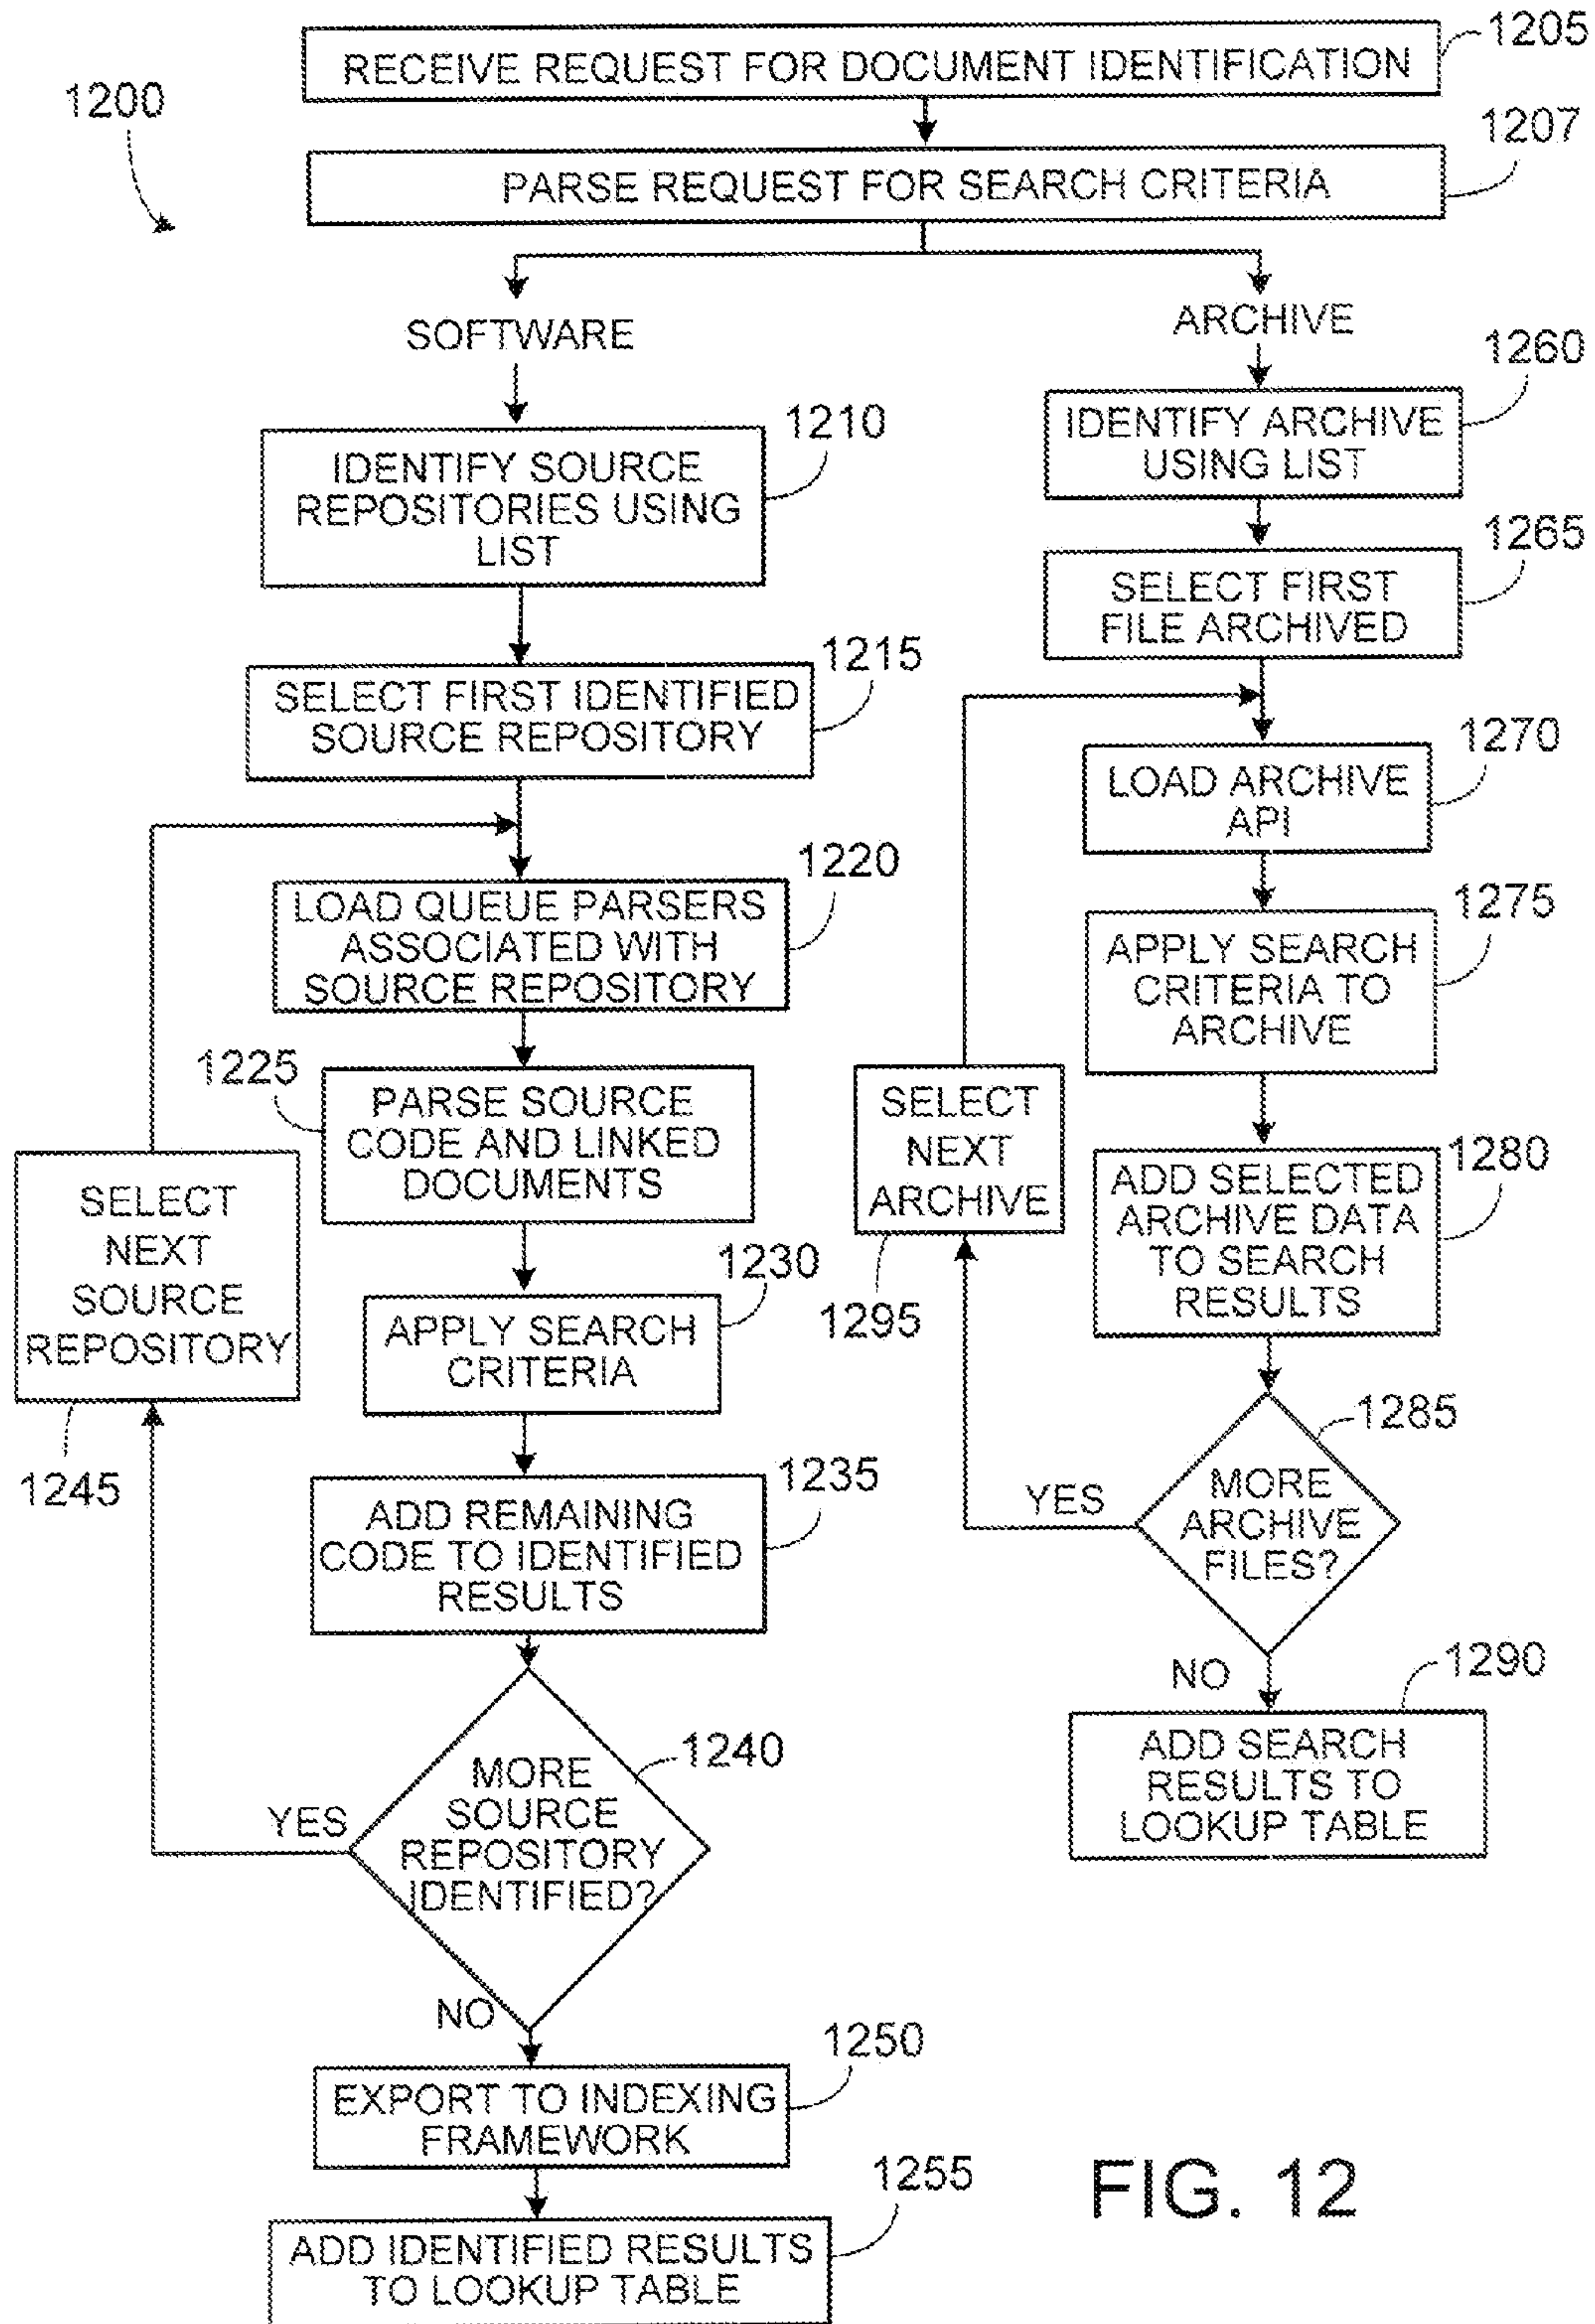 1205
RECEIVE REQUEST FOR DOCUMENT IDENTIFICATION
1200
1207
PARSE REQUEST FOR SEARCH CRITERIA
SOFTWARE
1210
IDENTIFY SOURCE
REPOSITORIES USING
LIST
1215
SELECT FIRST IDENTIFIED
SOURCE REPOSITORY
1220
LOAD QUEUE PARSERS
ASSOCIATED WITH
SOURCE REPOSITORY
1225
PARSE SOURCE
CODE AND LINKED
DOCUMENTS
1230
APPLY SEARCH
CRITERIA
1235
ADD REMAINING
CODE TO IDENTIFIED
RESULTS
1240
MORE
SOURCE
REPOSITORY
IDENTIFIED?
YES
SELECT
NEXT
SOURCE
REPOSITORY
1245
NO
1250
EXPORT TO INDEXING
FRAMEWORK
1255
ADD IDENTIFIED RESULTS
TO LOOKUP TABLE
ARCHIVE
1260
IDENTIFY ARCHIVE
USING LIST
1265
SELECT FIRST
FILE ARCHIVED
1270
LOAD ARCHIVE
API
1275
APPLY SEARCH
CRITERIA TO
ARCHIVE
1280
ADD SELECTED
ARCHIVE DATA
TO SEARCH
RESULTS
1285
MORE
ARCHIVE
FILES?
YES
SELECT
NEXT
ARCHIVE
1295
NO
1290
ADD SEARCH
RESULTS TO
LOOKUP TABLE
FIG. 12